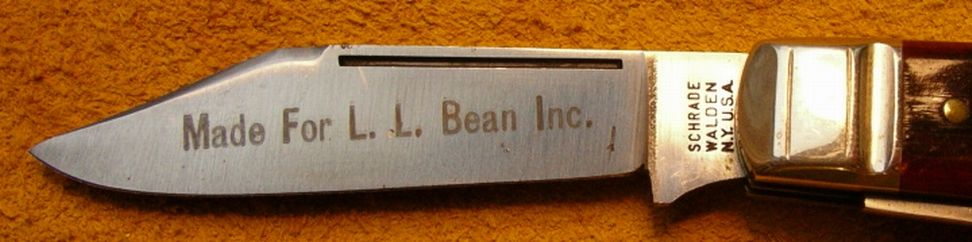 Made For L. L. Bean Inc.
SCHRADE
WALDEN
N.Y. U.S.A.